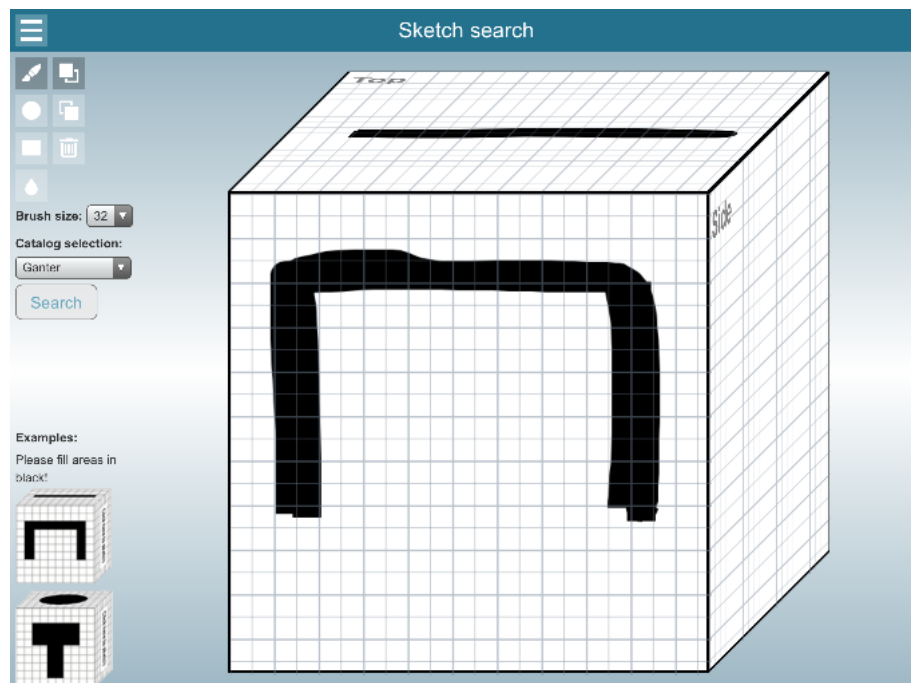 Sketch search
Top
Side
Brush size: 32
Catalog selection:
Ganter
Search
Examples:
Please fill areas in
black!